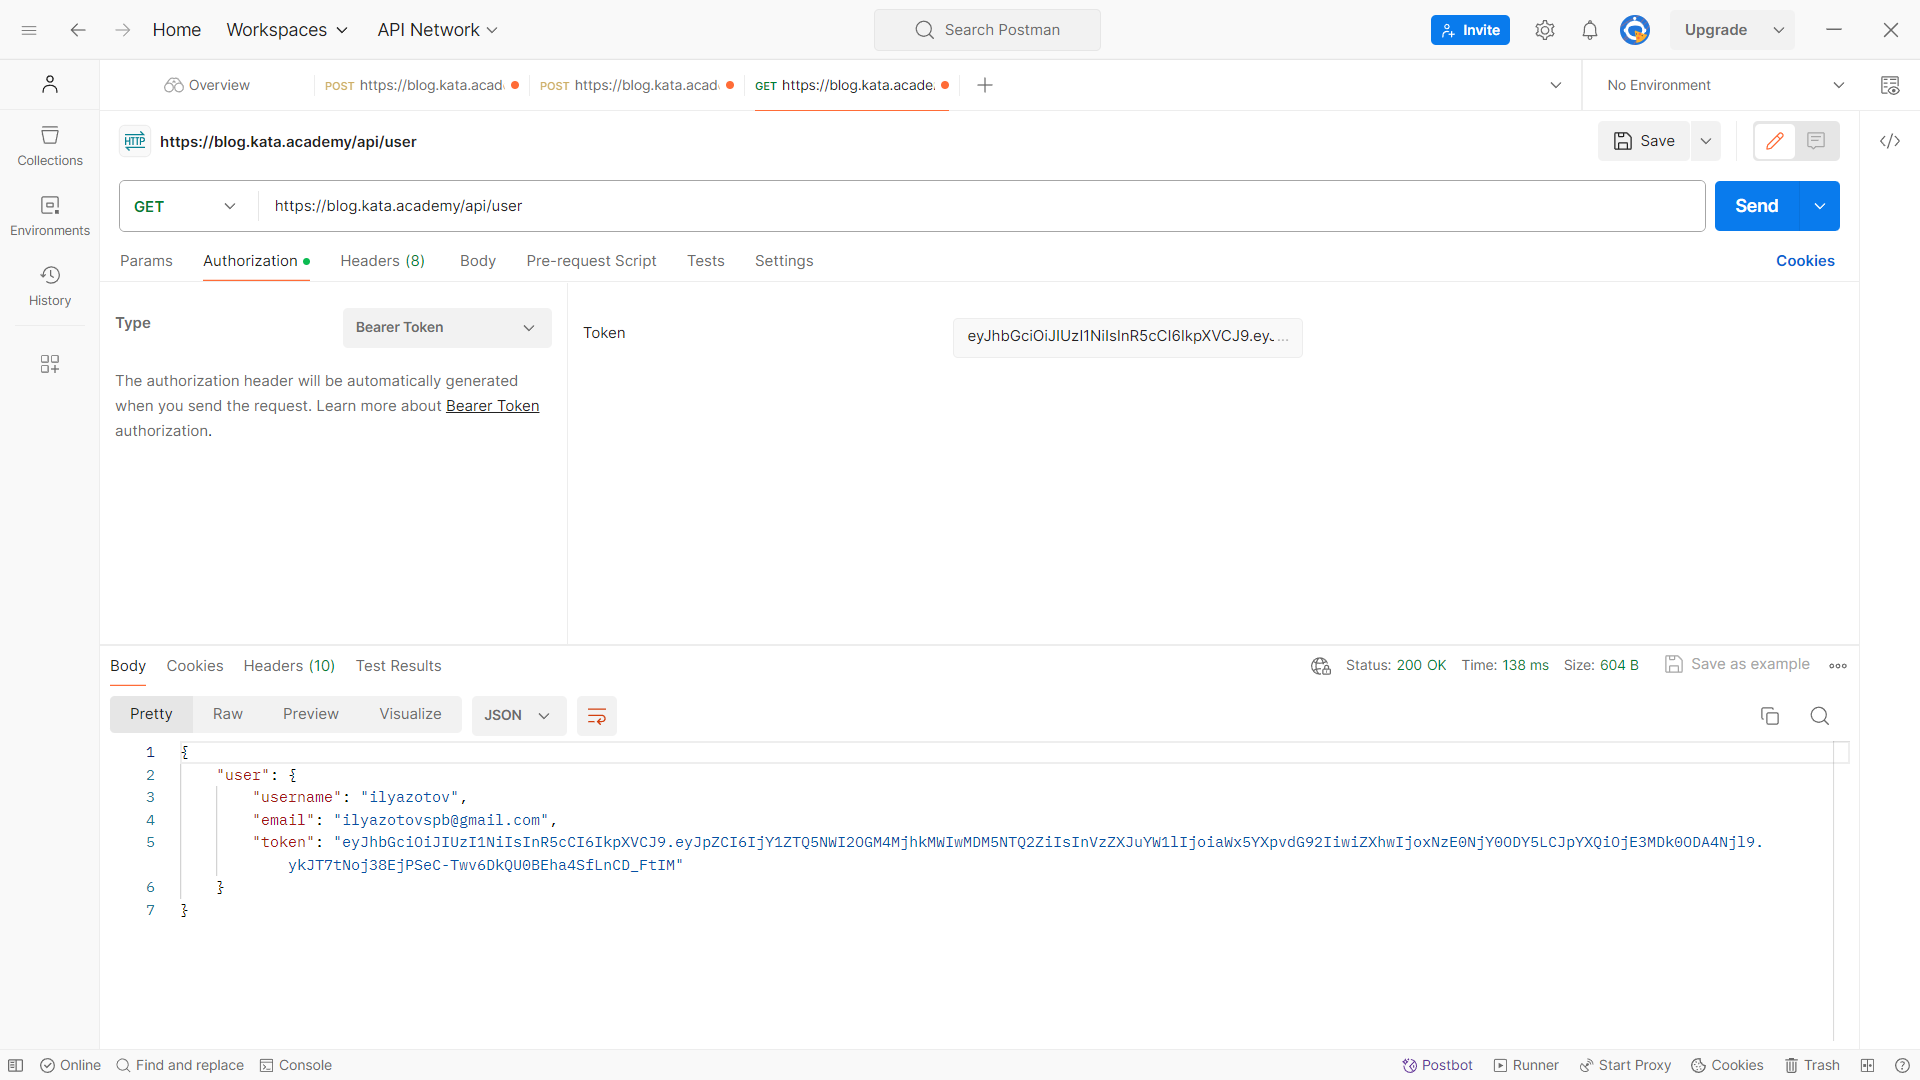 Home
Workspaces
API Network
Search Postman
Invite
Upgrade
Overview
POST https://blog.kata.acad
POST https://blog.kata.acad
GET https://blog.kata.acade.
No Environment
Collections
Environments
History
HTTP
https://blog.kata.academy/api/user
Save
GET
https://blog.kata.academy/api/user
Send
Params
Authorization
Headers (8)
Body
Pre-request Script
Tests
Settings
Cookies
Type
Bearer Token
The authorization header will be automatically generated
when you send the request. Learn more about Bearer Token
authorization.
Token
eyJhbGciOiJIUzI1NiIsInR5cCI6IkpXVCJ9.ey...
Body
Cookies
Headers (10)
Test Results
Status: 200 OK
Time: 138 ms
Size: 604 B
Save as example
Pretty
Raw
Preview
Visualize
JSON
1 {
2 "user": {
3 "username": "ilyazotov",
4 "email": "ilyazotovspb@gmail.com",
5 "token": "eyJhbGciOiJIUzI1NiIsInR5cCI6IkpXVCJ9.eyJpZCI6IjY1ZTQ5NWI2OGM4MjhkMWIwMDM5NTQ2ZiIsInVzZXJuYW1lIjoiaWx5YXpvdG92IiwiZXhwIjoxNzE0NjY0ODY5LCJpYXQiOjE3MDk0ODA4Njl9.
ykJT7tNoj38EjPSeC-Twv6DkQU0BEha4SfLnCD_FtIM"
6 }
7 }
Online
Find and replace
Console
Postbot
Runner
Start Proxy
Cookies
Trash